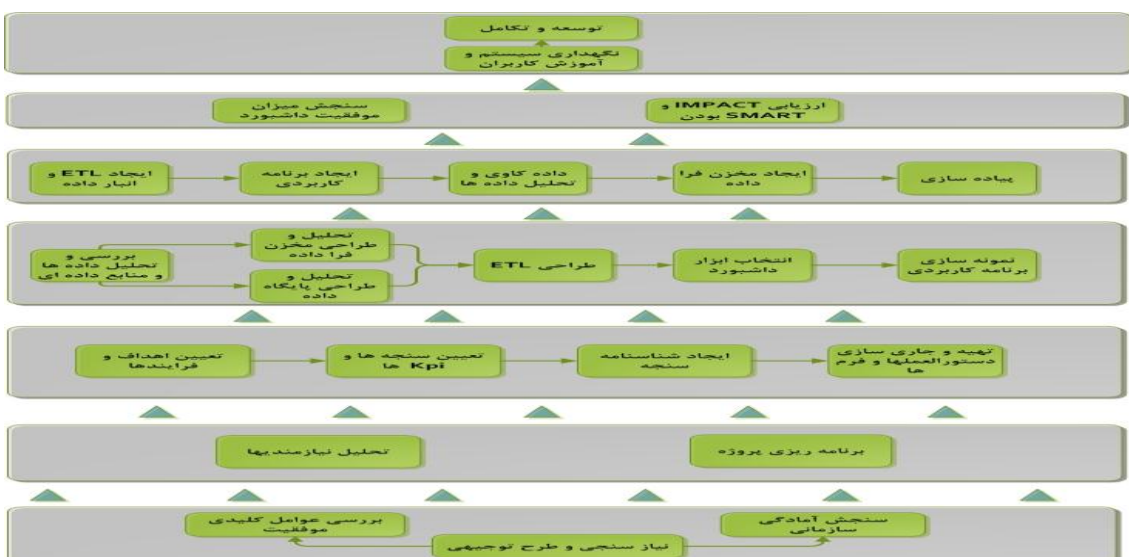 توسعه و تکامل
نگهداری سیستم و
آموزش کاربران
سنجش میزان
موفقیت داشبورد
ارزیابی IMPACT و
SMART بودن
ایجاد ETL و
انبار داده
ایجاد برنامه
کاربردی
داده کاوی و
تحلیل داده ها
ایجاد مخزن فرا
داده
پیاده سازی
بررسی و
تحلیل داده ها
و منابع داده ای
تحلیل و
طراحی مخزن
فرا داده
تحلیل و
طراحی پایگاه
داده
طراحی ETL
انتخاب ابزار
داشبورد
نمونه سازی
برنامه کاربردی
تعیین اهداف و
فرایندها
تعیین سنجه ها و
Kpi ها
ایجاد شناسنامه
سنجه
تهیه و جاری سازی
دستورالعملها و فرم
ها
تحلیل نیازمندیها
برنامه ریزی پروژه
بررسی عوامل کلیدی
موفقیت
نیاز سنجی و طرح توجیهی
سنجش آمادگی
سازمانی